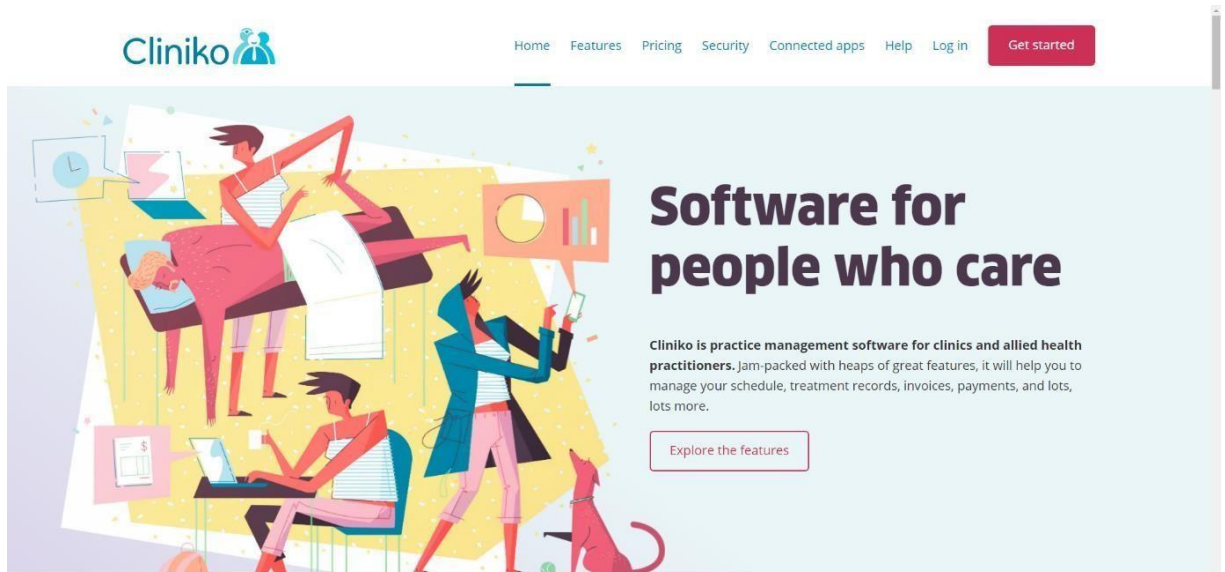 Cliniko
Home Features Pricing Security Connected apps Help Log in Get started
$
Software for
people who care
Cliniko is practice management software for clinics and allied health
practitioners. Jam-packed with heaps of great features, it will help you to
manage your schedule, treatment records, invoices, payments, and lots,
lots more.
Explore the features